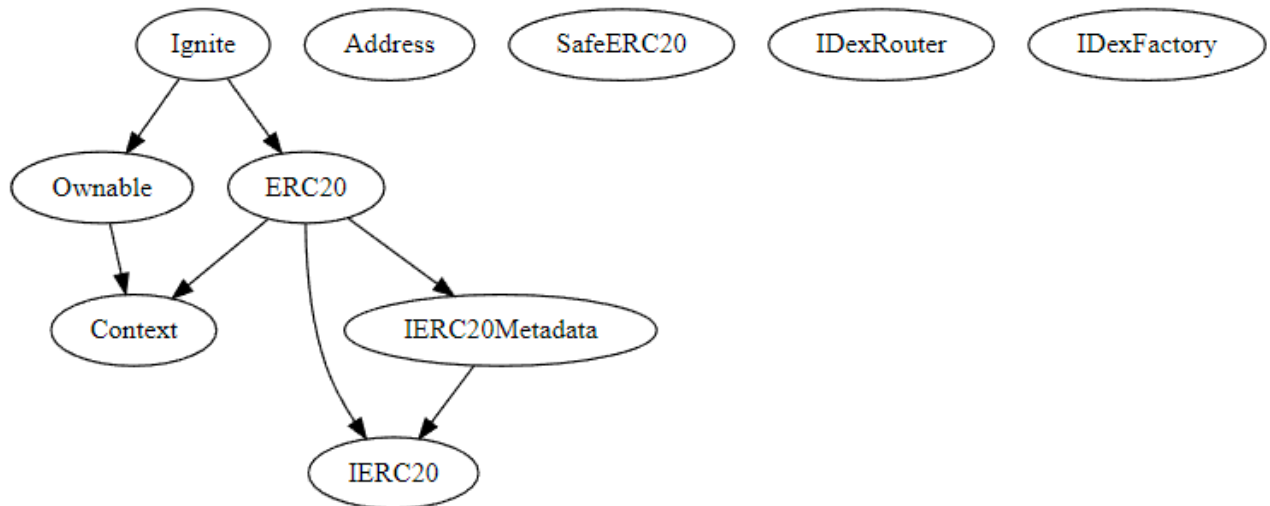 Ignite
Address
SafeERC20
IDexRouter
IDexFactory
Ownable
ERC20
Context
IERC20Metadata
IERC20